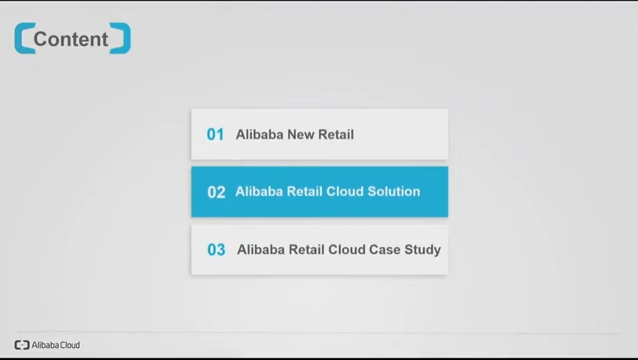 Content
01 Alibaba New Retail
02 Alibaba Retail Cloud Solution
03 Alibaba Retail Cloud Case Study
Alibaba Cloud